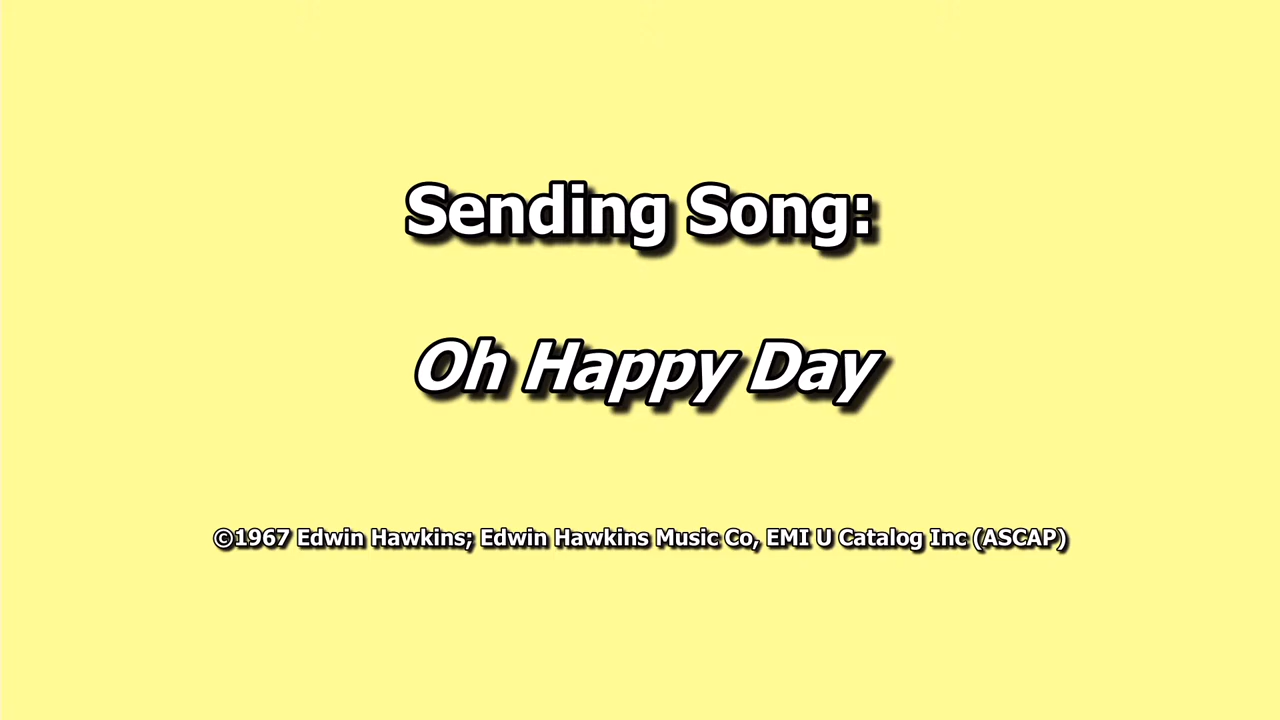 Sending Song:
Oh Happy Day
©1967 Edwin Hawkins; Edwin Hawkins Music Co, EMI U Catalog Inc (ASCAP)